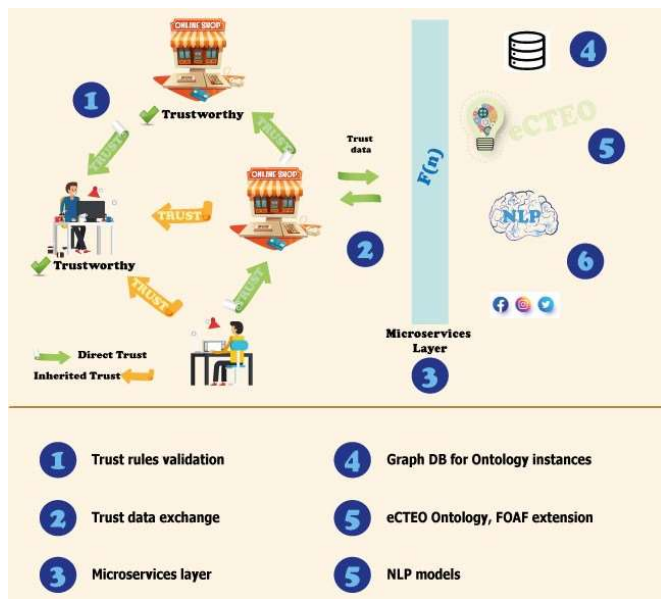 ONLINE SHOP
1
Trustworthy
TRUST
TRUST
ONLINE SHOP
TRUST
Trustworthy
TRUST
TRUST
Direct Trust
Inherited Trust
Trust
data
2
F(n)
Microservices
Layer
3
4
eCTEO
5
NLP
6
1 Trust rules validation
2 Trust data exchange
3 Microservices layer
4 Graph DB for Ontology instances
5 eCTEO Ontology, FOAF extension
5 NLP models